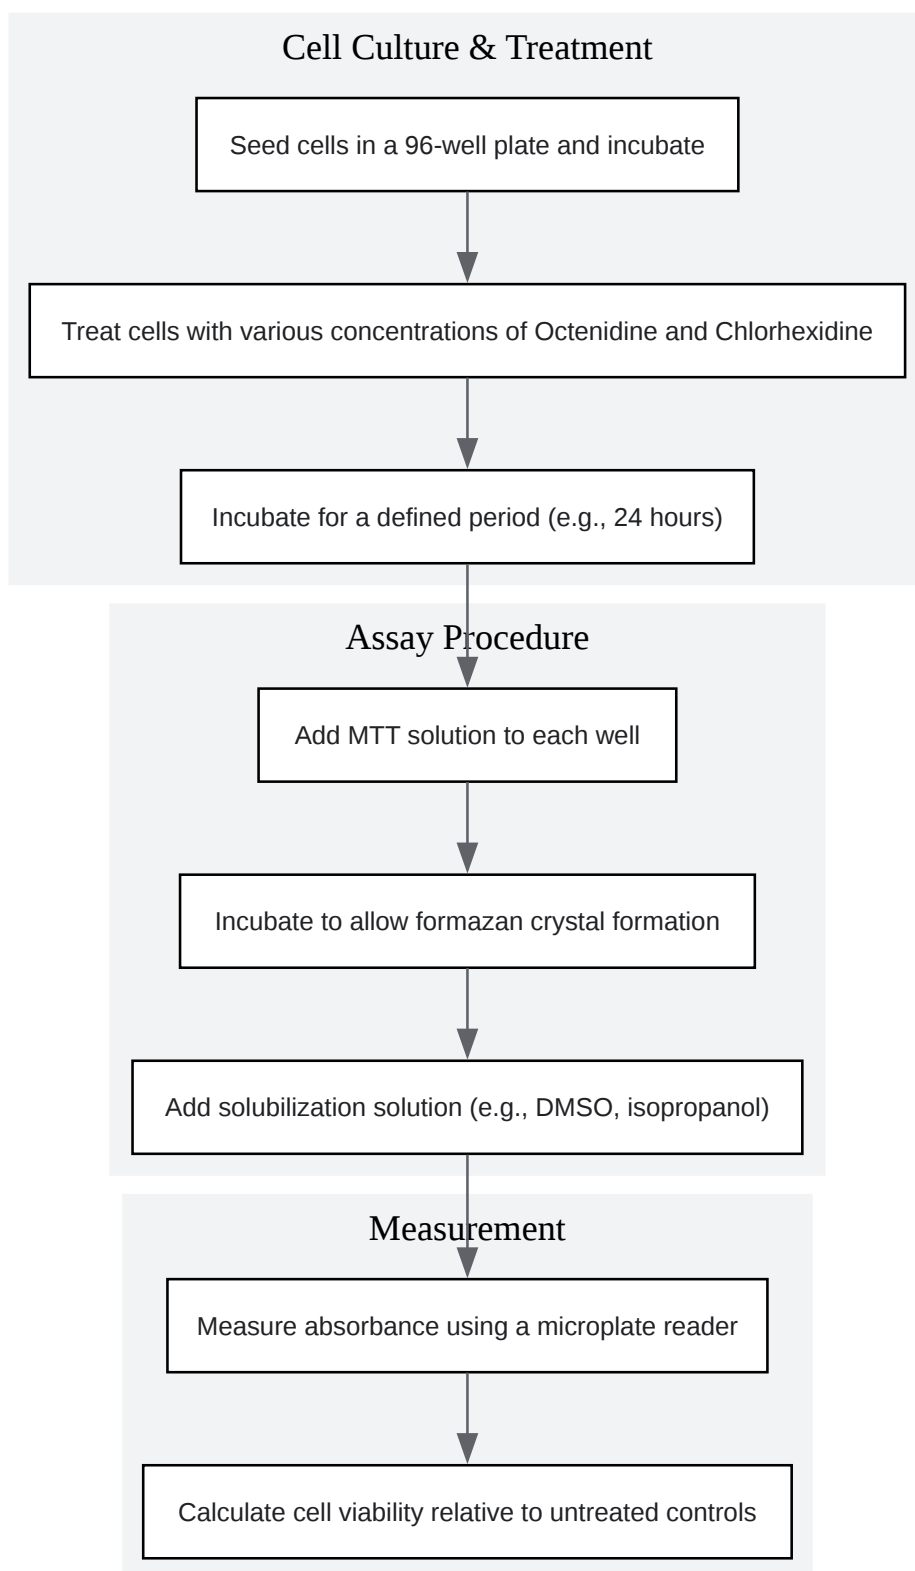 Cell Culture & Treatment
Seed cells in a 96-well plate and incubate
Treat cells with various concentrations of Octenidine and Chlorhexidine
Incubate for a defined period (e.g., 24 hours)
Assay Procedure
Add MTT solution to each well
Incubate to allow formazan crystal formation
Add solubilization solution (e.g., DMSO, isopropanol)
Measurement
Measure absorbance using a microplate reader
Calculate cell viability relative to untreated controls